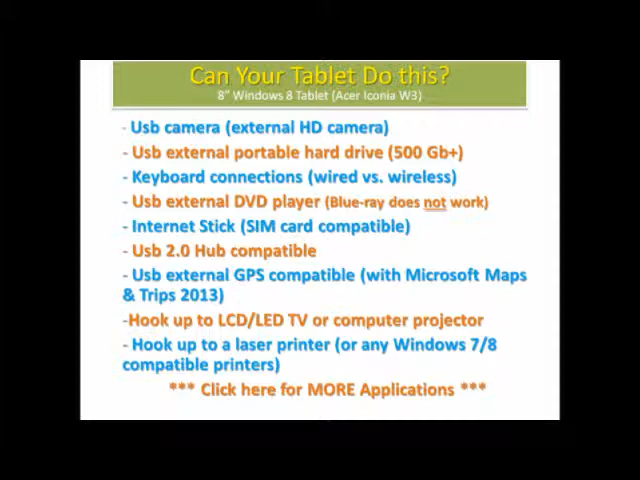 Can Your Tablet Do this?
8" Windows 8 Tablet (Acer Iconia W3)
- Usb camera (external HD camera)
- Usb external portable hard drive (500 Gb+)
- Keyboard connections (wired vs. wireless)
- Usb external DVD player (Blue-ray does not work)
- Internet Stick (SIM card compatible)
- Usb 2.0 Hub compatible
- Usb external GPS compatible (with Microsoft Maps
& Trips 2013)
-Hook up to LCD/LED TV or computer projector
- Hook up to a laser printer (or any Windows 7/8
compatible printers)
*** Click here for MORE Applications ***